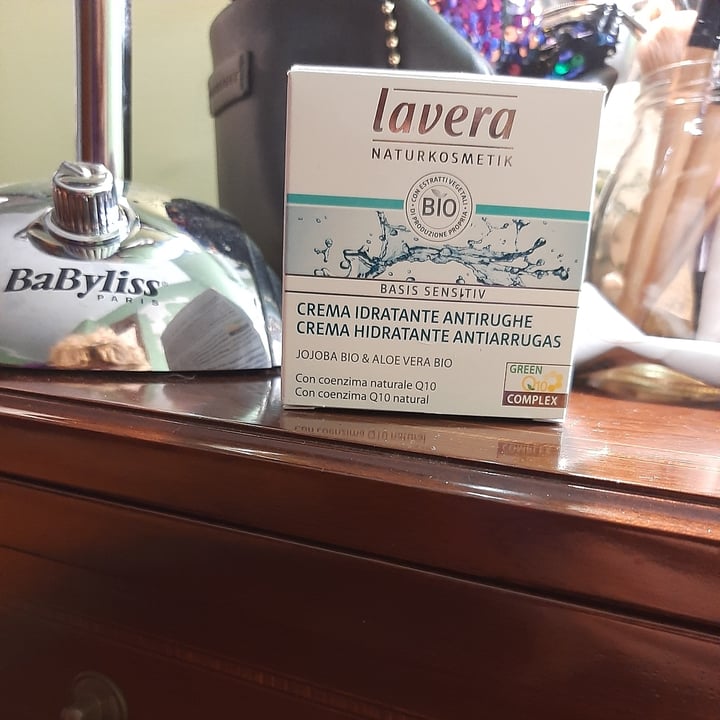 lavera
NATURKOSMETIK
CON ESTRATTI VEGETALI
BIO
DI PRODUZIONE PROPRIA
BASIS SENSITIV
CREMA IDRATANTE ANTIRUGHE
CREMA HIDRATANTE ANTIARRUGAS
JOJOBA BIO & ALOE VERA BIO
Con coenzima naturale Q10
Con coenzima Q10 natural
GREEN
Q10
COMPLEX
BaByliss
PARIS